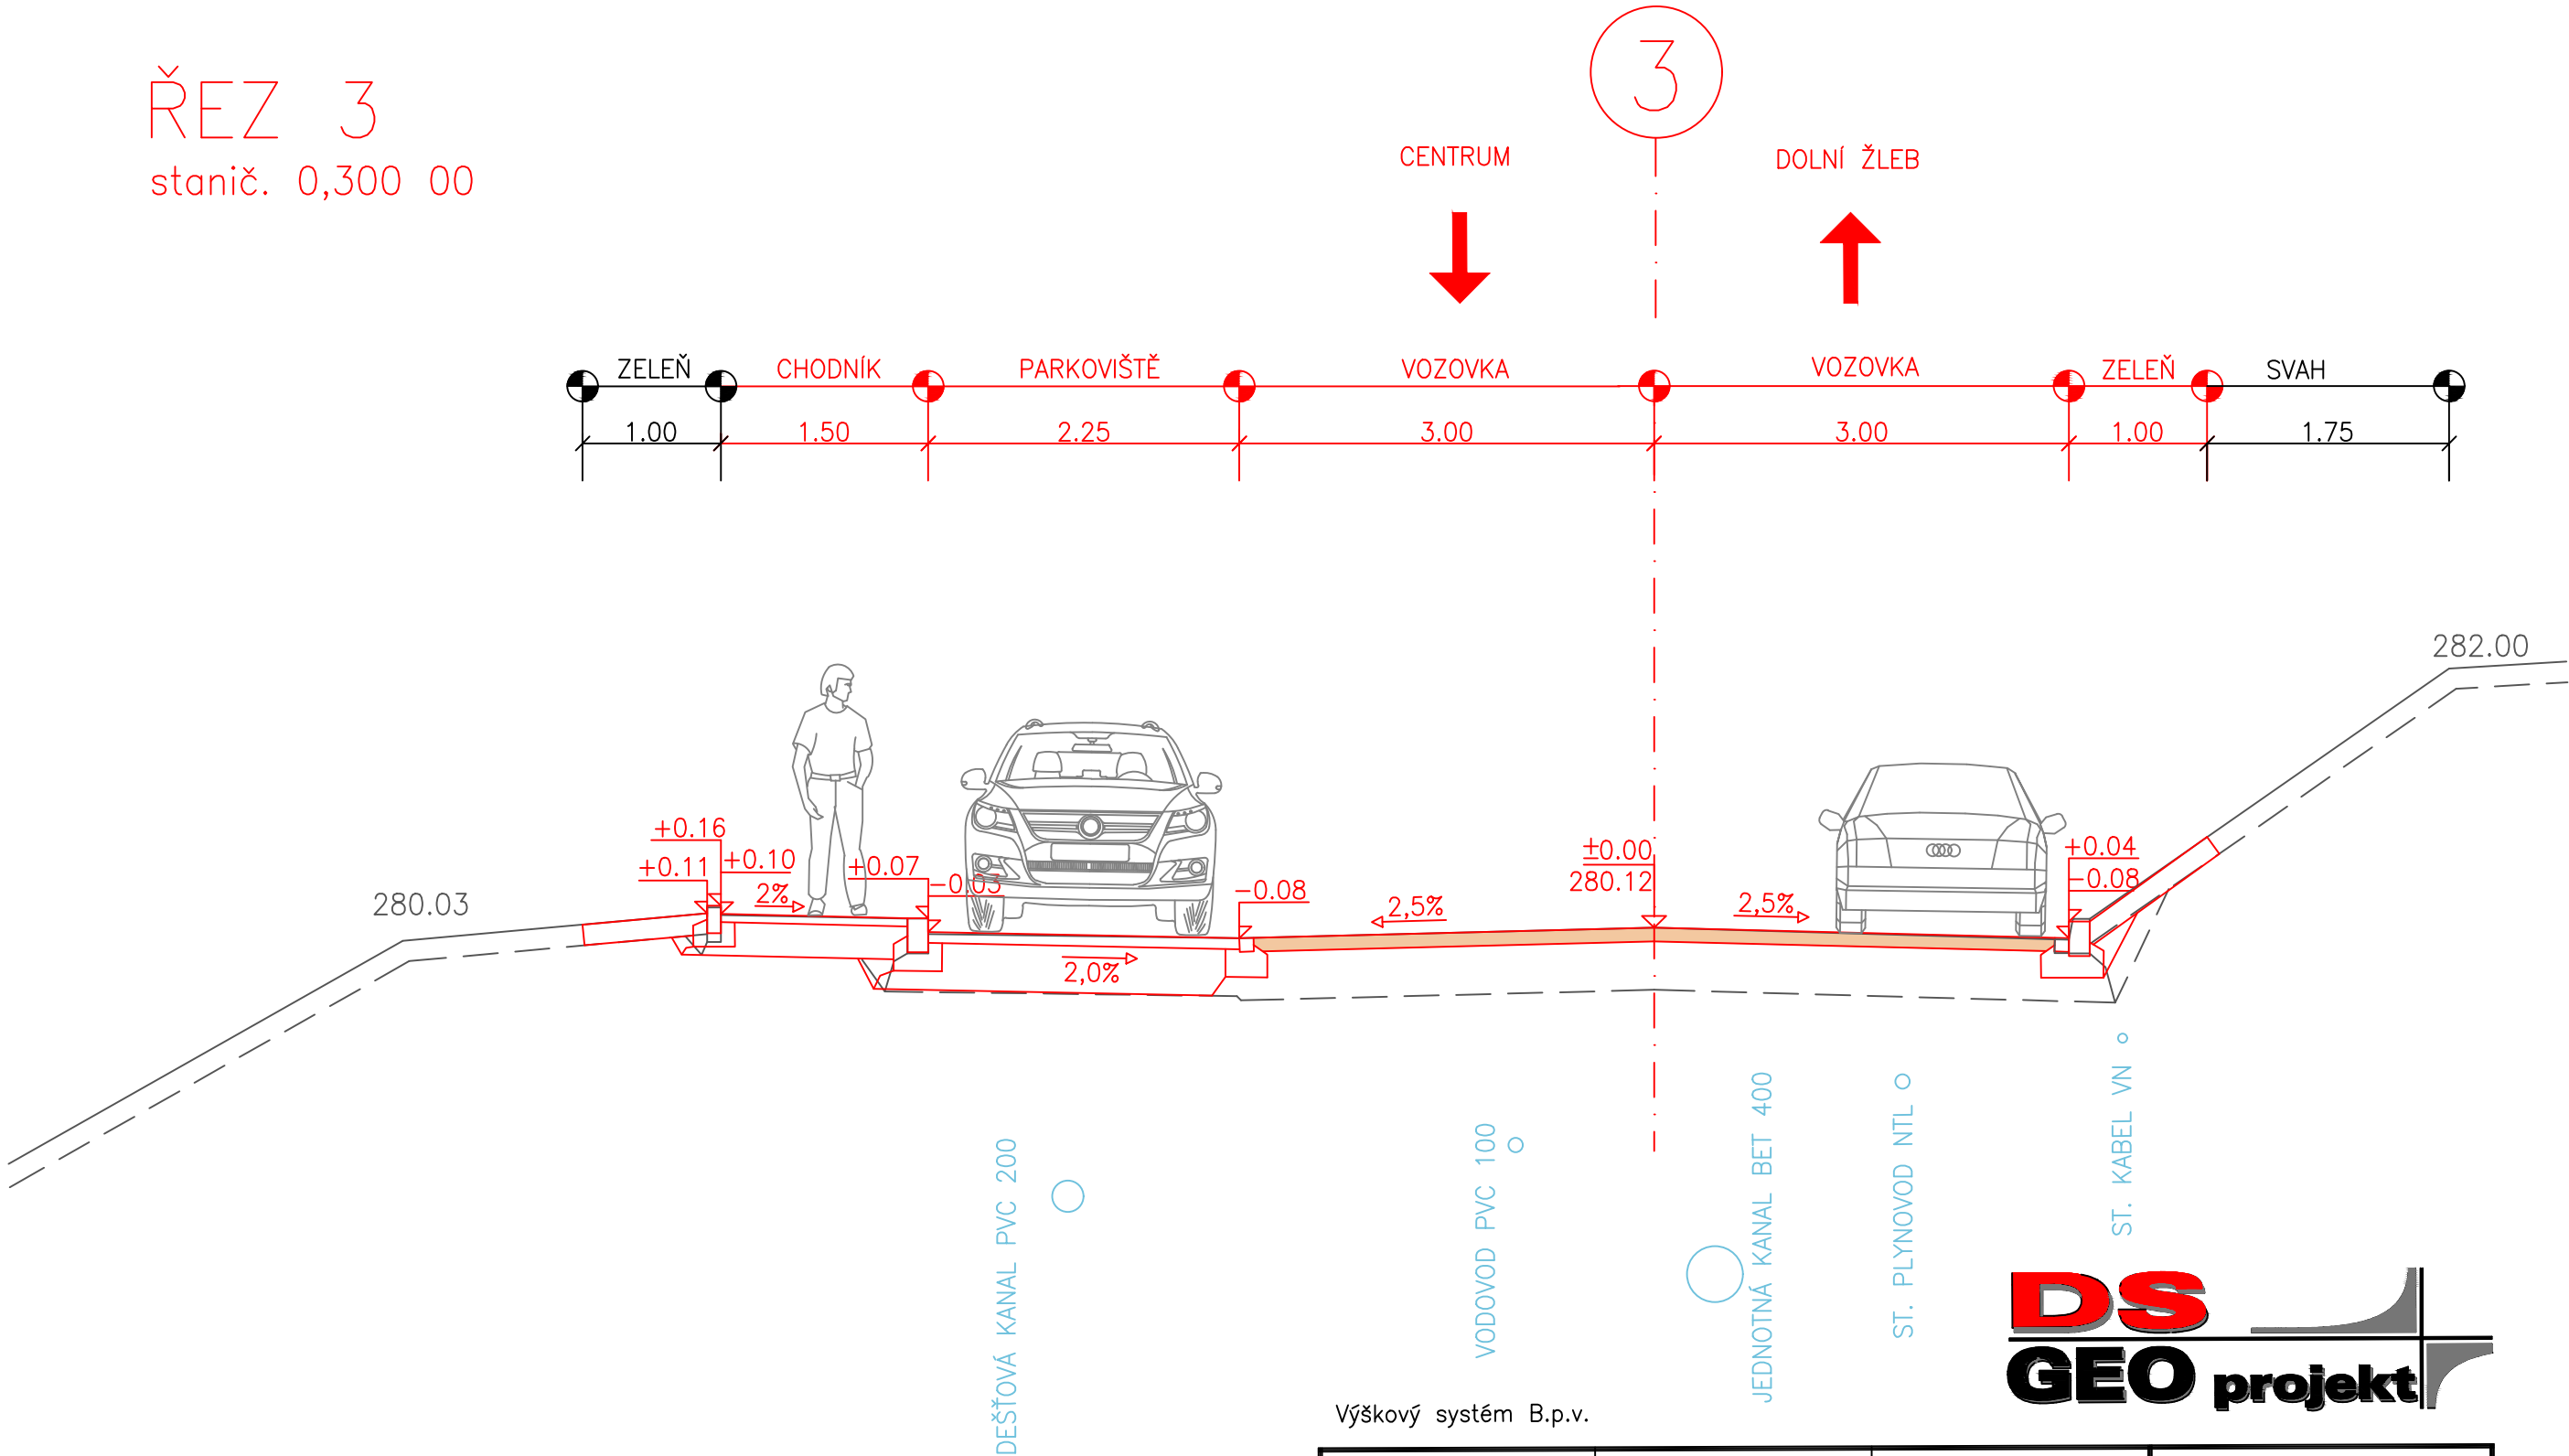 3
ŘEZ 3
stanič. 0,300 00
CENTRUM
DOLNÍ ŽLEB
ZELEŇ
CHODNÍK
PARKOVIŠTĚ
VOZOVKA
VOZOVKA
ZELEŇ
SVAH
1.00
1.50
2.25
3.00
3.00
1.00
1.75
282.00
280.03
+0.16
+0.11
+0.10
2%
+0.07
-0.03
-0.08
2,0%
2,5%
±0.00
280.12
2,5%
+0.04
-0.08
DEŠŤOVÁ KANAL PVC 200
VODOVOD PVC 100
JEDNOTNÁ KANAL BET 400
ST. PLYNOVOD NTL
ST. KABEL VN
DS
GEO projekt
Výškový systém B.p.v.